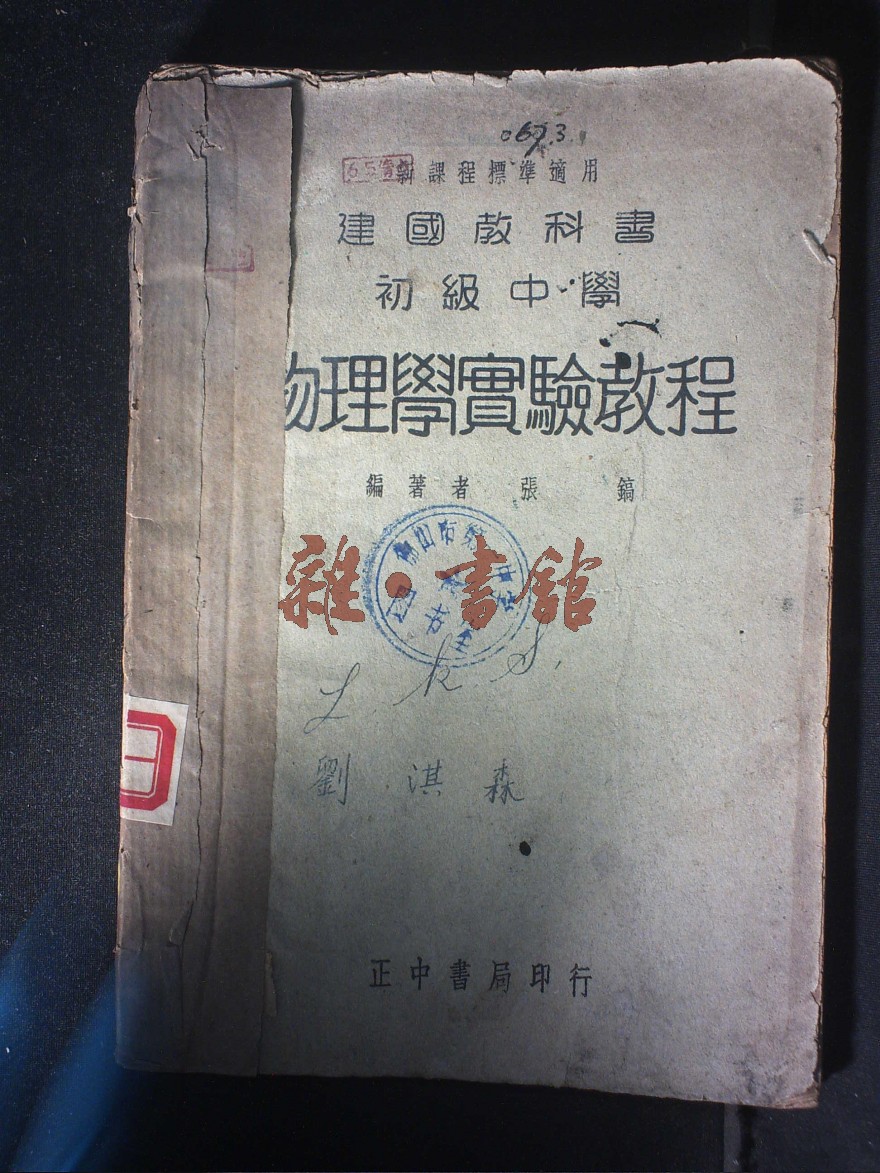 067.3
新課程標準適用
建國教科書
初級中學
物理學實驗教程
編著者 張鎬
雜·書館
L. K. S.
劉淇森
正中書局印行